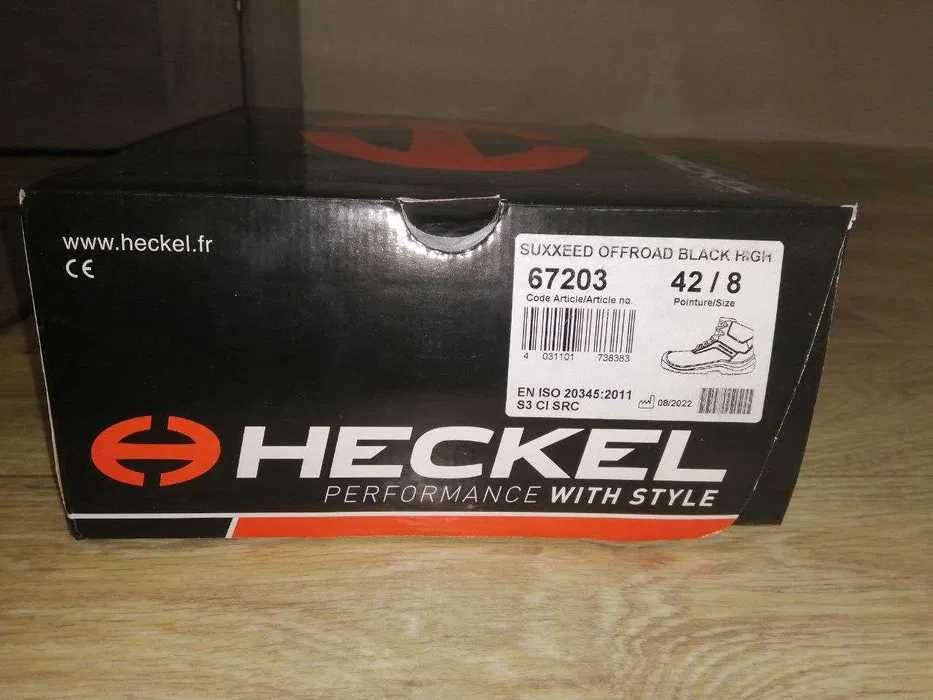 HECKEL
www.heckel.fr
CE
SUXXEED OFFROAD BLACK HIGH
67203 42 / 8
Code Article/Article no. Pointure/Size
4 031101 738383
EN ISO 20345:2011
S3 CI SRC 08/2022
HECKEL
PERFORMANCE WITH STYLE